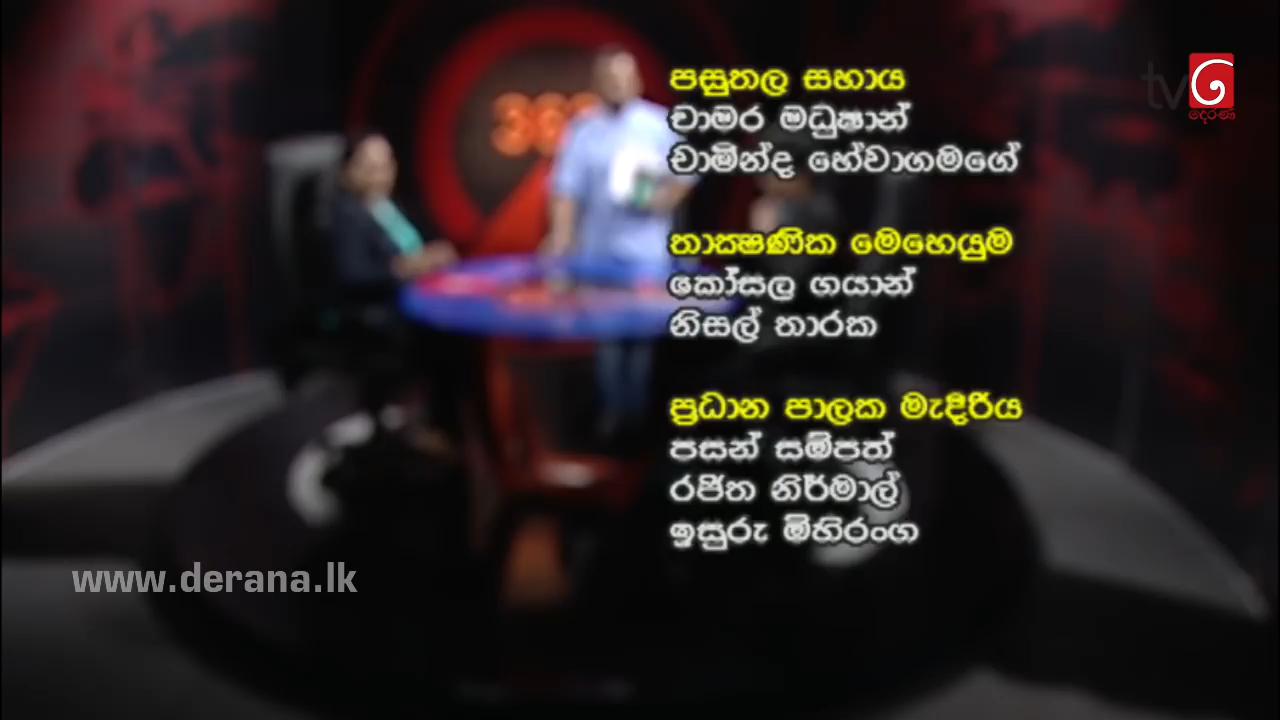 පසුතල සහාය
චාමර මධුෂාන්
චාමින්ද හේවාගමගේ
තාක්ෂණික මෙහෙයුම
කෝසල ගයාන්
නිසල් තාරක
ප්‍රධාන පාලක මැදිරිය
පසන් සම්පත්
රජිත නිර්මාල්
ඉසුරු මිහිරංග
www.derana.lk
tv
දෙරණ